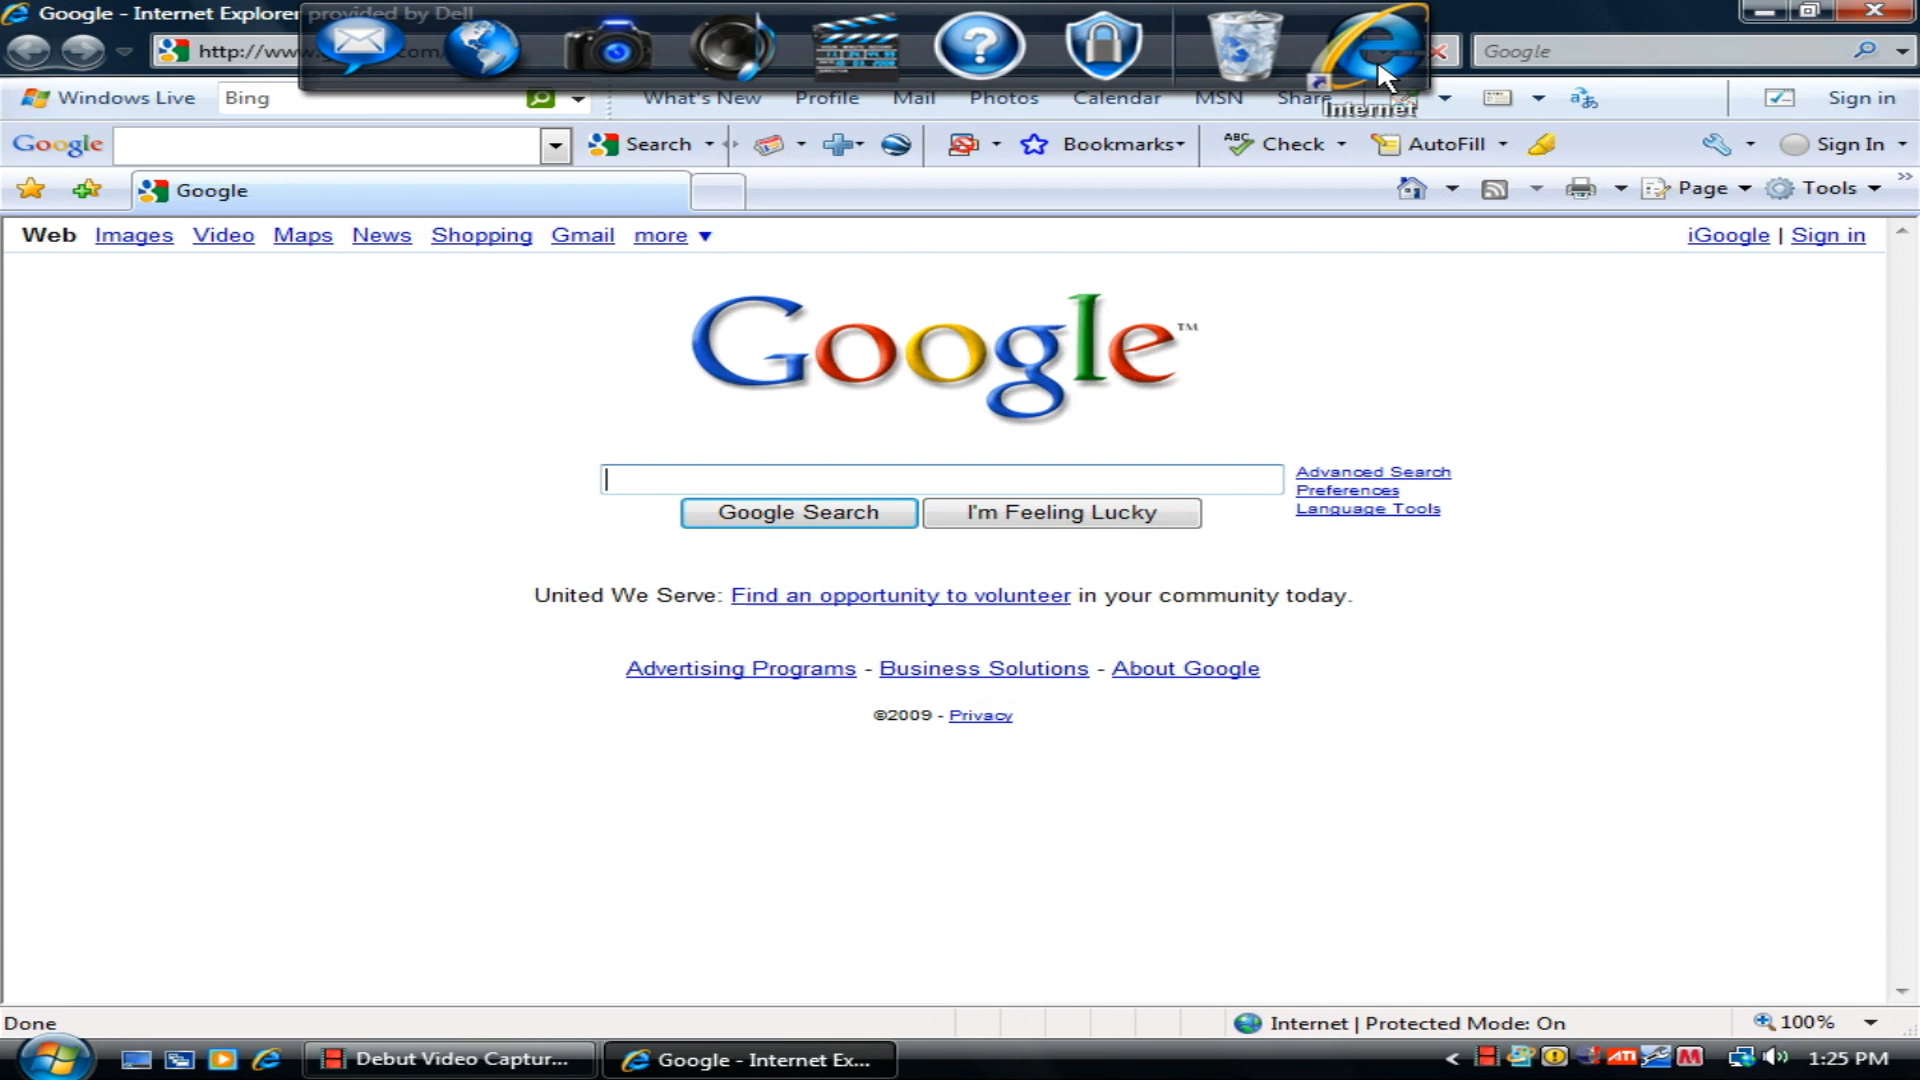 Google - Internet Explorer provided by Dell
http://www.
Google
Internet
Windows Live Bing What's New Profile Mail Photos Calendar MSN Share Sign in
Google Search Bookmarks ABC Check AutoFill Sign In
Google Page Tools
Web Images Video Maps News Shopping Gmail more iGoogle | Sign in
Google™
Advanced Search
Preferences
Language Tools
Google Search I'm Feeling Lucky
United We Serve: Find an opportunity to volunteer in your community today.
Advertising Programs - Business Solutions - About Google
©2009 - Privacy
Done Internet | Protected Mode: On 100%
Debut Video Captur... Google - Internet Ex... ATI 1:25 PM